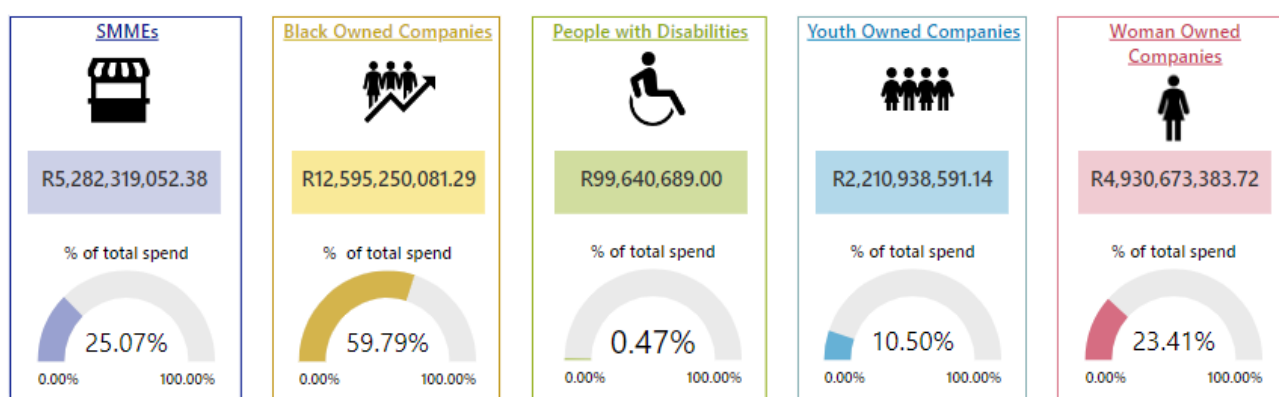 SMMEs
R5,282,319,052.38
% of total spend
25.07%
0.00% 100.00%
Black Owned Companies
R12,595,250,081.29
% of total spend
59.79%
0.00% 100.00%
People with Disabilities
R99,640,689.00
% of total spend
0.47%
0.00% 100.00%
Youth Owned Companies
R2,210,938,591.14
% of total spend
10.50%
0.00% 100.00%
Woman Owned
Companies
R4,930,673,383.72
% of total spend
23.41%
0.00% 100.00%